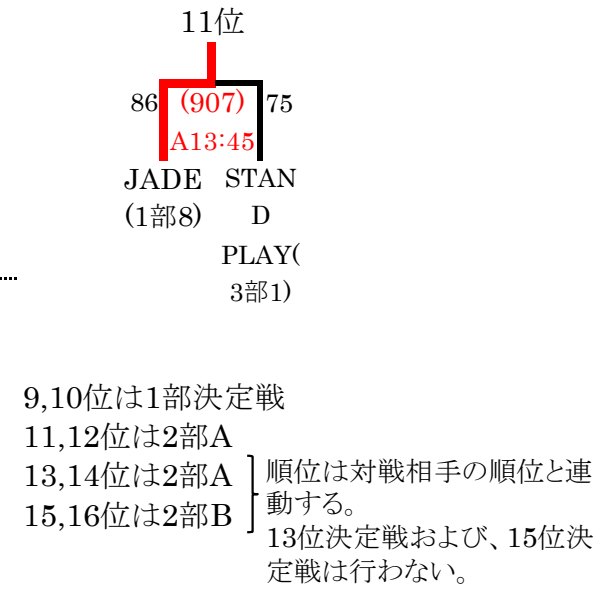 11位
86 (907) 75
A13:45
JADE STAN
(1部8) D
PLAY(
3部1)
9,10位は1部決定戦
11,12位は2部A
13,14位は2部A
15,16位は2部B
順位は対戦相手の順位と連
動する。
13位決定戦および、15位決
定戦は行わない。